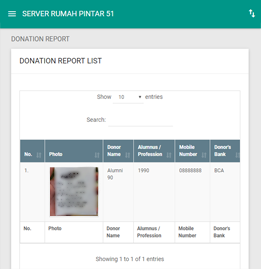 SERVER RUMAH PINTAR 51
DONATION REPORT
DONATION REPORT LIST
Show 10 entries
Search:
No. Photo Donor Name Alumnus / Profession Mobile Number Donor's Bank
1. Alumni 90 1990 08888888 BCA
No. Photo Donor Name Alumnus / Profession Mobile Number Donor's Bank
Showing 1 to 1 of 1 entries